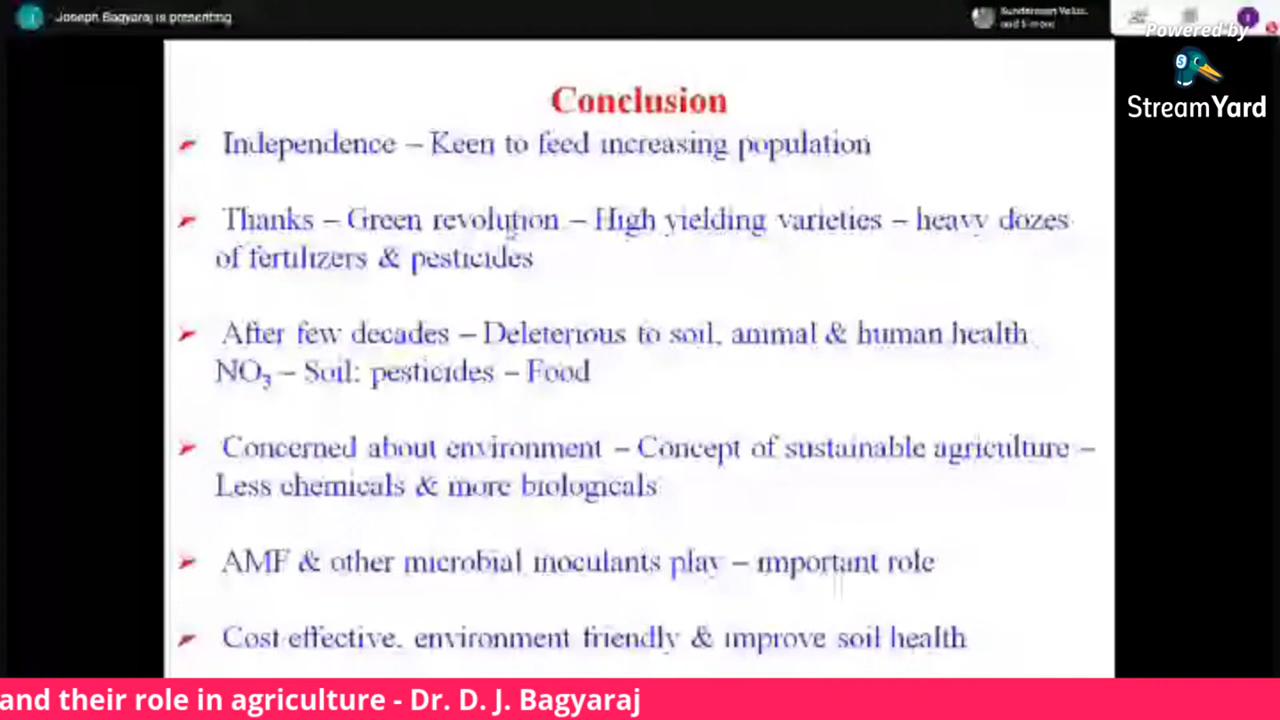 Joseph Bagyaraj is presenting
and 5 more
Powered by
StreamYard
Conclusion
Independence – Keen to feed increasing population
Thanks – Green revolution – High yielding varieties – heavy dozes
of fertilizers & pesticides
After few decades – Deleterious to soil, animal & human health
NO₃ – Soil; pesticides – Food
Concerned about environment – Concept of sustainable agriculture –
Less chemicals & more biologicals
AMF & other microbial inoculants play – important role
Cost effective, environment friendly & improve soil health
and their role in agriculture - Dr. D. J. Bagyaraj